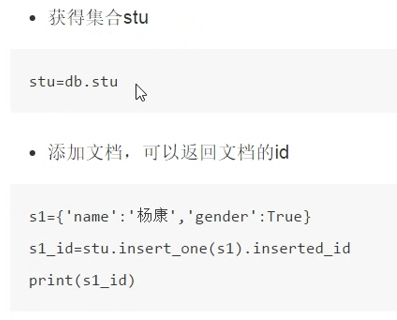 获得集合stu
stu=db.stu
添加文档，可以返回文档的id
s1={'name':'杨康','gender':True}
s1_id=stu.insert_one(s1).inserted_id
print(s1_id)